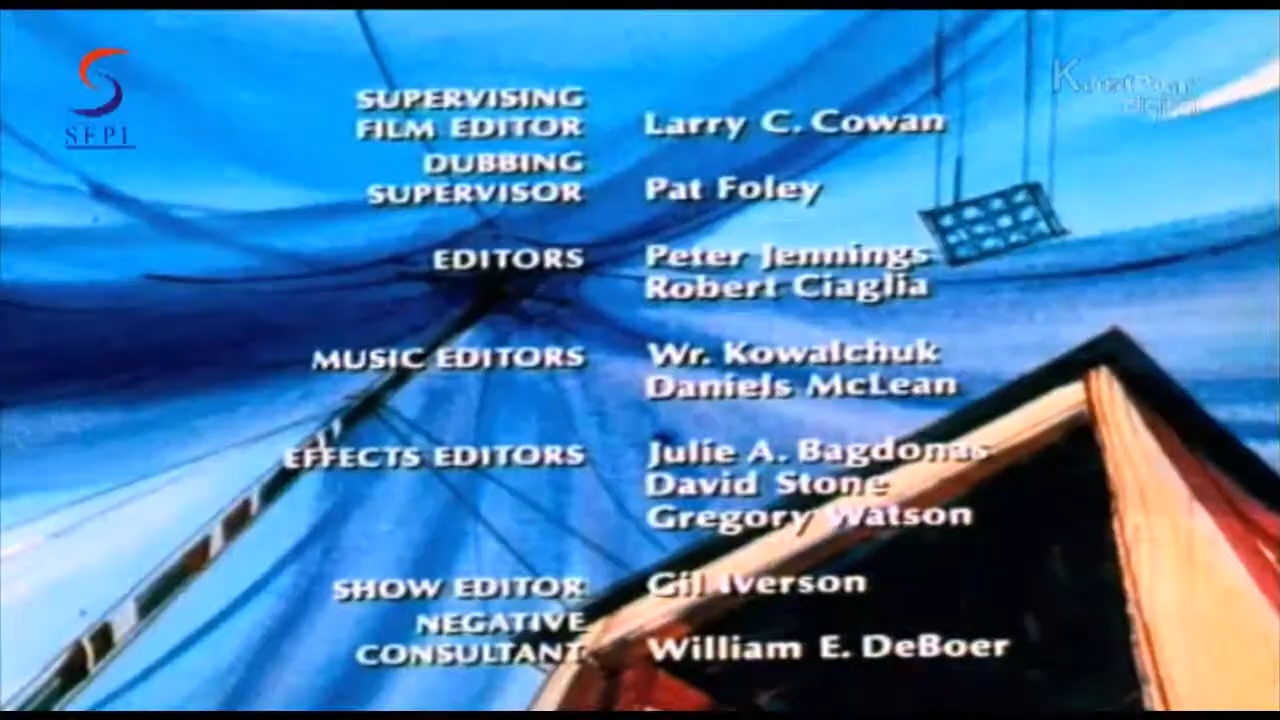 SFPI
SUPERVISING
FILM EDITOR Larry C. Cowan
DUBBING
SUPERVISOR Pat Foley
EDITORS Peter Jennings
Robert Ciaglia
MUSIC EDITORS Wr. Kowalchuk
Daniels McLean
EFFECTS EDITORS Julie A. Bagdonas
David Stone
Gregory Watson
SHOW EDITOR Gil Iverson
NEGATIVE
CONSULTANT William E. DeBoer